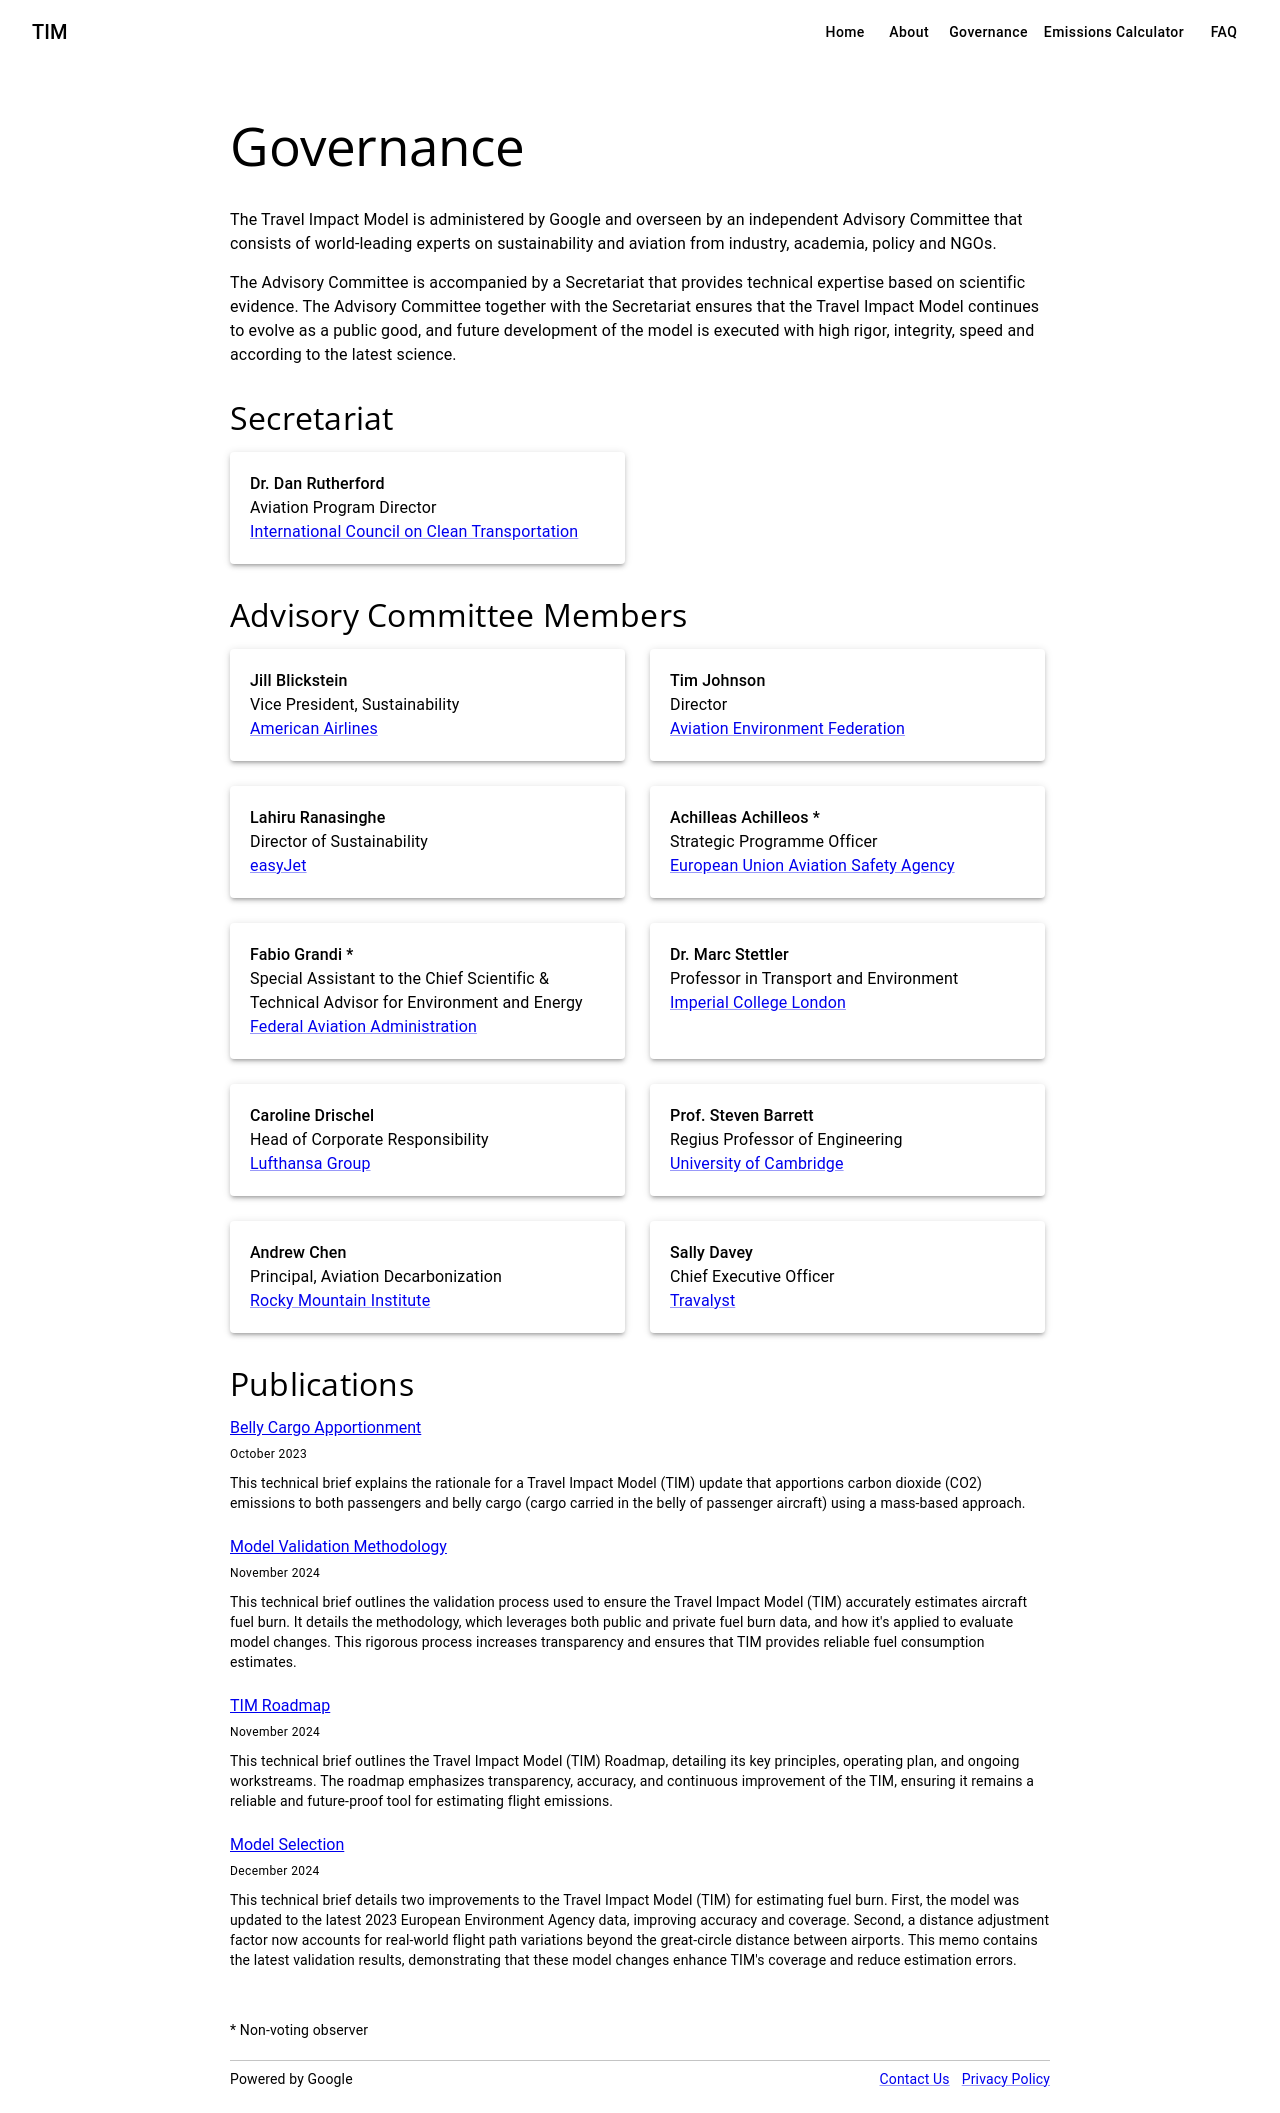 TIM
Home About Governance Emissions Calculator FAQ
Governance
The Travel Impact Model is administered by Google and overseen by an independent Advisory Committee that
consists of world-leading experts on sustainability and aviation from industry, academia, policy and NGOs.
The Advisory Committee is accompanied by a Secretariat that provides technical expertise based on scientific
evidence. The Advisory Committee together with the Secretariat ensures that the Travel Impact Model continues
to evolve as a public good, and future development of the model is executed with high rigor, integrity, speed and
according to the latest science.
Secretariat
Dr. Dan Rutherford
Aviation Program Director
International Council on Clean Transportation
Advisory Committee Members
Jill Blickstein
Vice President, Sustainability
American Airlines
Tim Johnson
Director
Aviation Environment Federation
Lahiru Ranasinghe
Director of Sustainability
easyJet
Achilleas Achilleos *
Strategic Programme Officer
European Union Aviation Safety Agency
Fabio Grandi *
Special Assistant to the Chief Scientific &
Technical Advisor for Environment and Energy
Federal Aviation Administration
Dr. Marc Stettler
Professor in Transport and Environment
Imperial College London
Caroline Drischel
Head of Corporate Responsibility
Lufthansa Group
Prof. Steven Barrett
Regius Professor of Engineering
University of Cambridge
Andrew Chen
Principal, Aviation Decarbonization
Rocky Mountain Institute
Sally Davey
Chief Executive Officer
Travalyst
Publications
Belly Cargo Apportionment
October 2023
This technical brief explains the rationale for a Travel Impact Model (TIM) update that apportions carbon dioxide (CO2)
emissions to both passengers and belly cargo (cargo carried in the belly of passenger aircraft) using a mass-based approach.
Model Validation Methodology
November 2024
This technical brief outlines the validation process used to ensure the Travel Impact Model (TIM) accurately estimates aircraft
fuel burn. It details the methodology, which leverages both public and private fuel burn data, and how it's applied to evaluate
model changes. This rigorous process increases transparency and ensures that TIM provides reliable fuel consumption
estimates.
TIM Roadmap
November 2024
This technical brief outlines the Travel Impact Model (TIM) Roadmap, detailing its key principles, operating plan, and ongoing
workstreams. The roadmap emphasizes transparency, accuracy, and continuous improvement of the TIM, ensuring it remains a
reliable and future-proof tool for estimating flight emissions.
Model Selection
December 2024
This technical brief details two improvements to the Travel Impact Model (TIM) for estimating fuel burn. First, the model was
updated to the latest 2023 European Environment Agency data, improving accuracy and coverage. Second, a distance adjustment
factor now accounts for real-world flight path variations beyond the great-circle distance between airports. This memo contains
the latest validation results, demonstrating that these model changes enhance TIM's coverage and reduce estimation errors.
* Non-voting observer
Powered by Google
Contact Us Privacy Policy